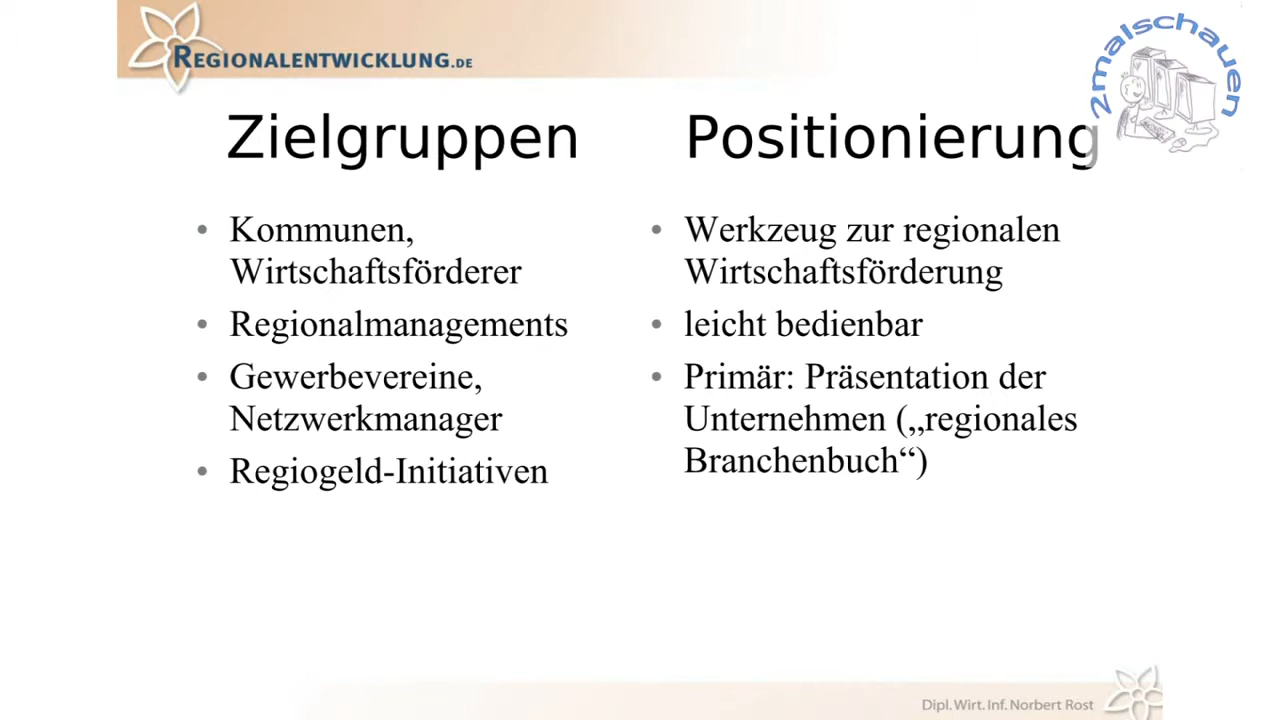 REGIONALENTWICKLUNG.DE
2malschauen
Zielgruppen
• Kommunen,
Wirtschaftsförderer
• Regionalmanagements
• Gewerbevereine,
Netzwerkmanager
• Regiogeld-Initiativen
Positionierung
• Werkzeug zur regionalen
Wirtschaftsförderung
• leicht bedienbar
• Primär: Präsentation der
Unternehmen („regionales
Branchenbuch“)
Dipl. Wirt. Inf. Norbert Rost